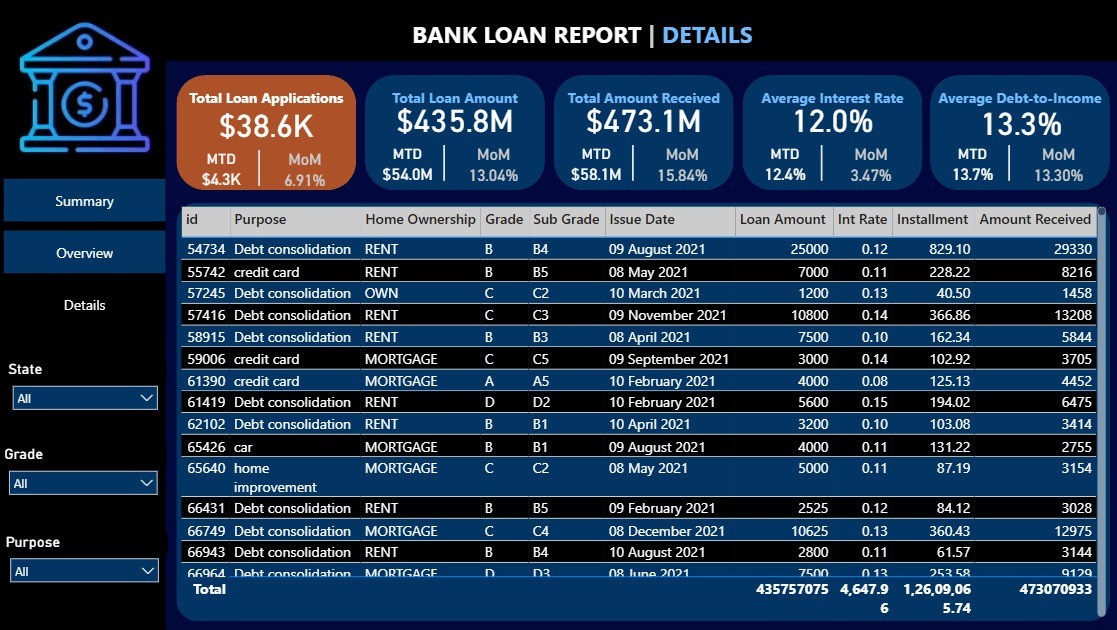 BANK LOAN REPORT | DETAILS
$
Total Loan Applications
$38.6K
MTD MoM
$4.3K 6.91%
Total Loan Amount
$435.8M
MTD MoM
$54.0M 13.04%
Total Amount Received
$473.1M
MTD MoM
$58.1M 15.84%
Average Interest Rate
12.0%
MTD MoM
12.4% 3.47%
Average Debt-to-Income
13.3%
MTD MoM
13.7% 13.30%
Summary
Overview
Details
State
All
Grade
All
Purpose
All
id Purpose Home Ownership Grade Sub Grade Issue Date Loan Amount Int Rate Installment Amount Received
54734 Debt consolidation RENT B B4 09 August 2021 25000 0.12 829.10 29330
55742 credit card RENT B B5 08 May 2021 7000 0.11 228.22 8216
57245 Debt consolidation OWN C C2 10 March 2021 1200 0.13 40.50 1458
57416 Debt consolidation RENT C C3 09 November 2021 10800 0.14 366.86 13208
58915 Debt consolidation RENT B B3 08 April 2021 7500 0.10 162.34 5844
59006 credit card MORTGAGE C C5 09 September 2021 3000 0.14 102.92 3705
61390 credit card MORTGAGE A A5 10 February 2021 4000 0.08 125.13 4452
61419 Debt consolidation RENT D D2 10 February 2021 5600 0.15 194.02 6475
62102 Debt consolidation RENT B B1 10 April 2021 3200 0.10 103.08 3414
65426 car MORTGAGE B B1 09 August 2021 4000 0.11 131.22 2755
65640 home MORTGAGE C C2 08 May 2021 5000 0.11 87.19 3154
improvement
66431 Debt consolidation RENT B B5 09 February 2021 2525 0.12 84.12 3028
66749 Debt consolidation MORTGAGE C C4 08 December 2021 10625 0.13 360.43 12975
66943 Debt consolidation RENT B B4 10 August 2021 2800 0.11 61.57 3144
66964 Debt consolidation MORTGAGE D D3 08 June 2021 7500 0.13 253.58 9129
Total 435757075 4,647.9 1,26,09,06 473070933
6 5.74